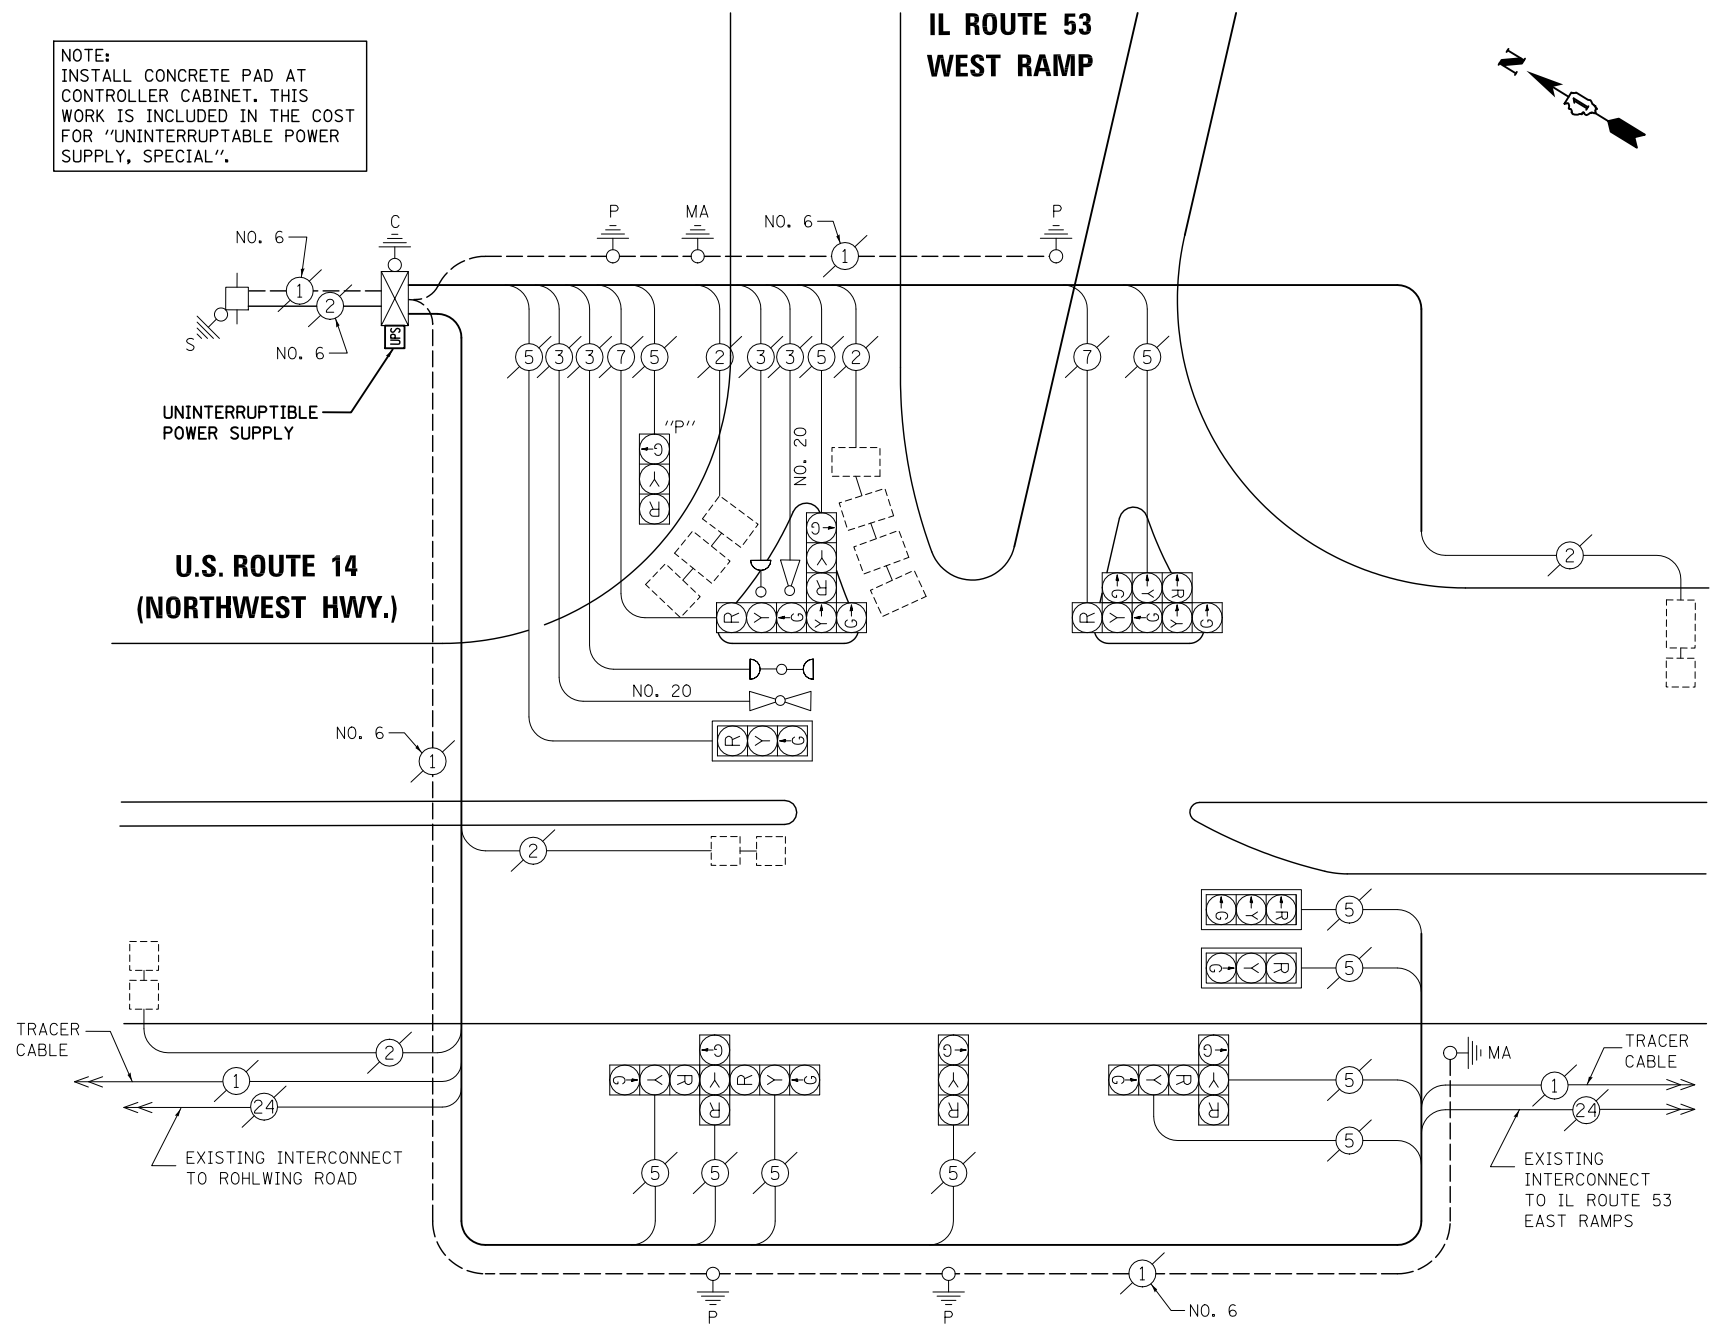 IL ROUTE 53
WEST RAMP
N
NOTE:
INSTALL CONCRETE PAD AT
CONTROLLER CABINET. THIS
WORK IS INCLUDED IN THE COST
FOR "UNINTERRUPTABLE POWER
SUPPLY, SPECIAL".
C
P
MA
NO. 6
P
NO. 6
1
1
2
S
NO. 6
UPS
UNINTERRUPTIBLE
POWER SUPPLY
5
3
3
7
5
2
3
3
5
2
7
5
"P"
G
Y
R
NO. 20
G
Y
R
R
Y
G
Y
G
G
Y
R
R
Y
G
Y
G
2
U.S. ROUTE 14
(NORTHWEST HWY.)
NO. 20
R
Y
G
NO. 6
1
2
G
Y
R
5
G
Y
R
5
TRACER
CABLE
2
1
24
EXISTING INTERCONNECT
TO ROHLWING ROAD
G
G
Y
R
Y
R
Y
G
R
5
5
5
G
Y
R
5
G
G
Y
R
Y
R
5
5
MA
TRACER
CABLE
1
24
EXISTING
INTERCONNECT
TO IL ROUTE 53
EAST RAMPS
P
P
1
NO. 6